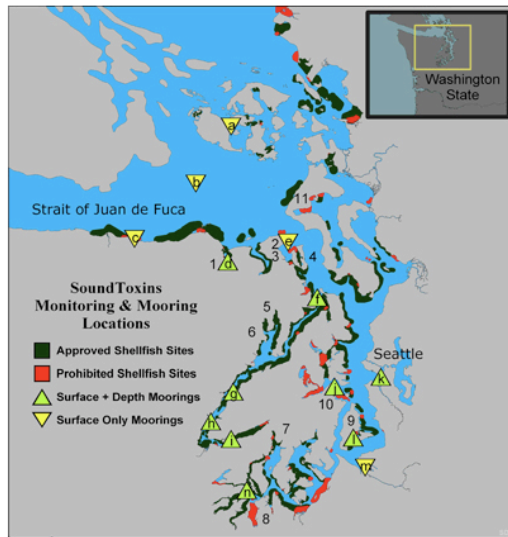 Washington
State
a
b
11
Strait of Juan de Fuca
c
2
e
1
d
3
4
SoundToxins
Monitoring & Mooring
Locations
f
5
6
Approved Shellfish Sites
Prohibited Shellfish Sites
Surface + Depth Moorings
Surface Only Moorings
Seattle
g
j
k
10
h
i
7
9
l
m
n
8